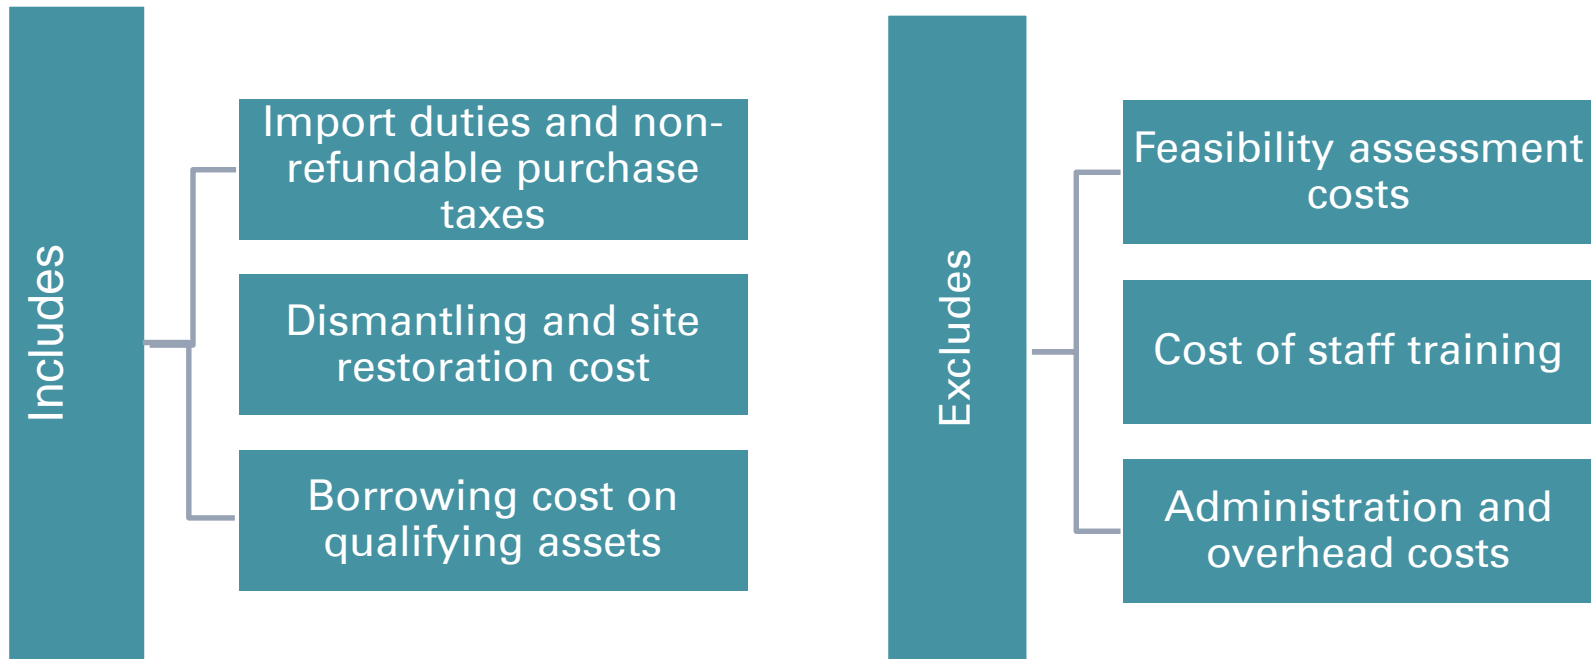 Includes
Import duties and non-
refundable purchase
taxes
Dismantling and site
restoration cost
Borrowing cost on
qualifying assets
Excludes
Feasibility assessment
costs
Cost of staff training
Administration and
overhead costs